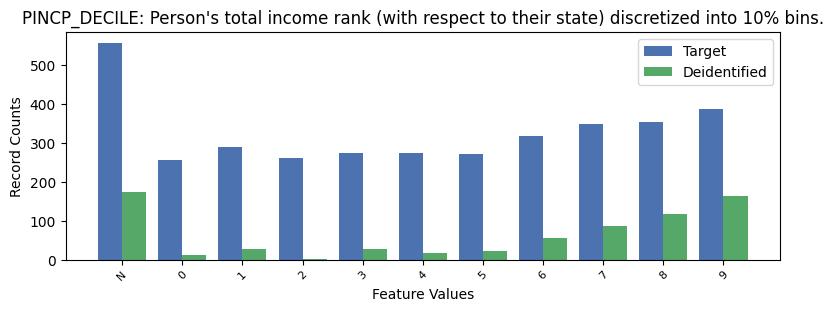 PINCP_DECILE: Person's total income rank (with respect to their state) discretized into 10% bins.
Target
Deidentified
Record Counts
500
400
300
200
100
0
N 0 1 2 3 4 5 6 7 8 9
Feature Values